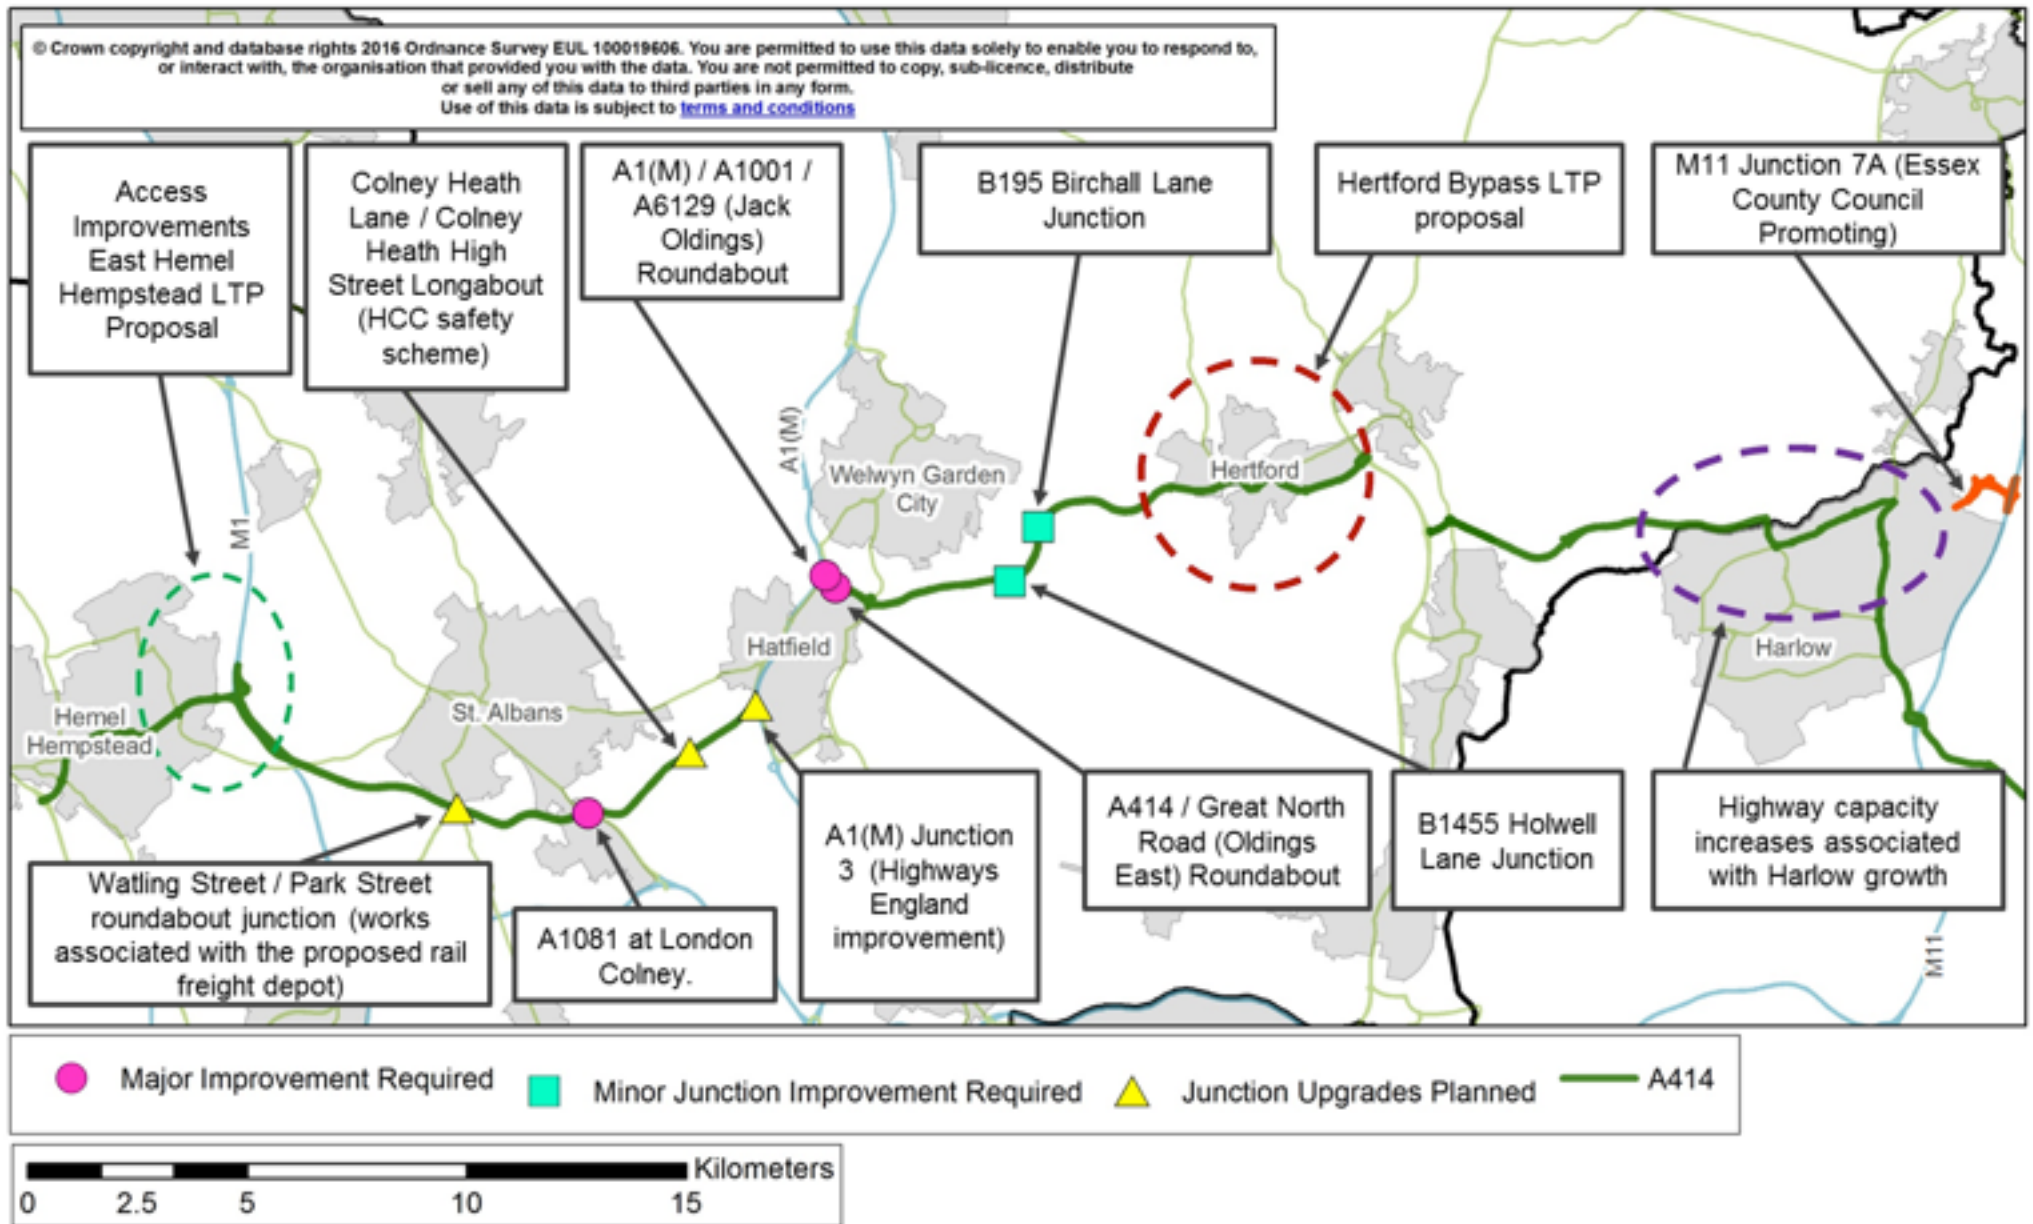 © Crown copyright and database rights 2016 Ordnance Survey EUL 100019606. You are permitted to use this data solely to enable you to respond to,
or interact with, the organisation that provided you with the data. You are not permitted to copy, sub-licence, distribute
or sell any of this data to third parties in any form.
Use of this data is subject to terms and conditions
Access
Improvements
East Hemel
Hempstead LTP
Proposal
Colney Heath
Lane / Colney
Heath High
Street Longabout
(HCC safety
scheme)
A1(M) / A1001 /
A6129 (Jack
Oldings)
Roundabout
B195 Birchall Lane
Junction
Hertford Bypass LTP
proposal
M11 Junction 7A (Essex
County Council
Promoting)
A1(M)
M1
Welwyn Garden
City
Hertford
Hatfield
Harlow
St. Albans
Hemel
Hempstead
Watling Street / Park Street
roundabout junction (works
associated with the proposed rail
freight depot)
A1081 at London
Colney.
A1(M) Junction
3 (Highways
England
improvement)
A414 / Great North
Road (Oldings
East) Roundabout
B1455 Holwell
Lane Junction
Highway capacity
increases associated
with Harlow growth
M11
Major Improvement Required
Minor Junction Improvement Required
Junction Upgrades Planned
A414
Kilometers
0 2.5 5 10 15